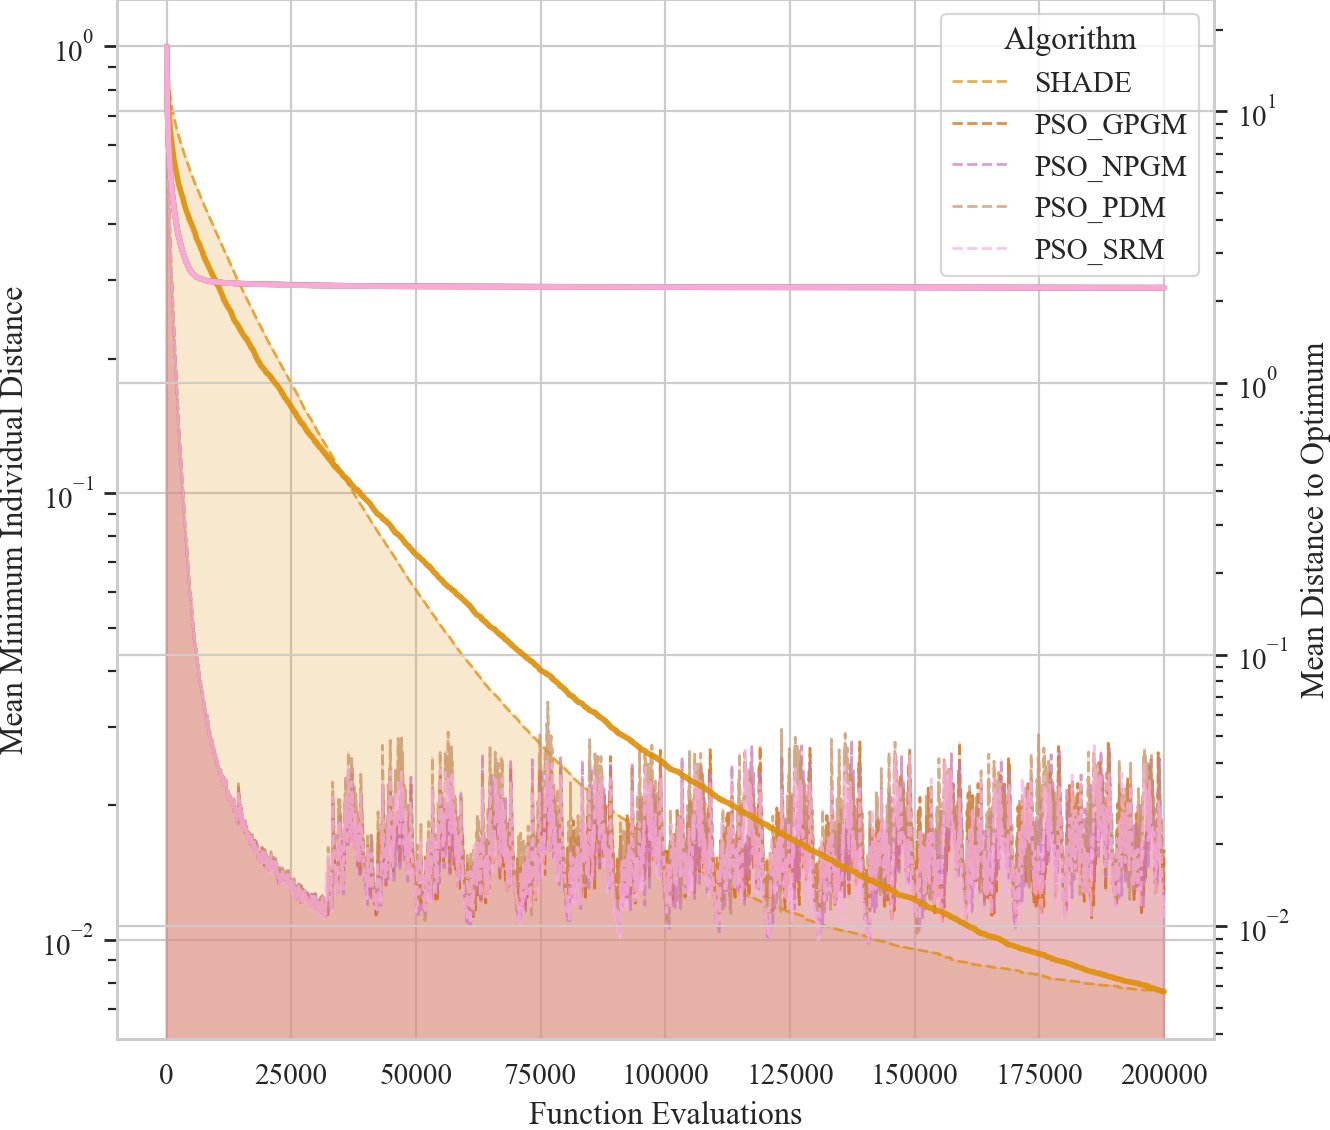 Algorithm
SHADE
PSO_GPGM
PSO_NPGM
PSO_PDM
PSO_SRM
10^0
10^−1
10^−2
Mean Minimum Individual Distance
10^1
10^0
10^−1
10^−2
Mean Distance to Optimum
0 25000 50000 75000 100000 125000 150000 175000 200000
Function Evaluations